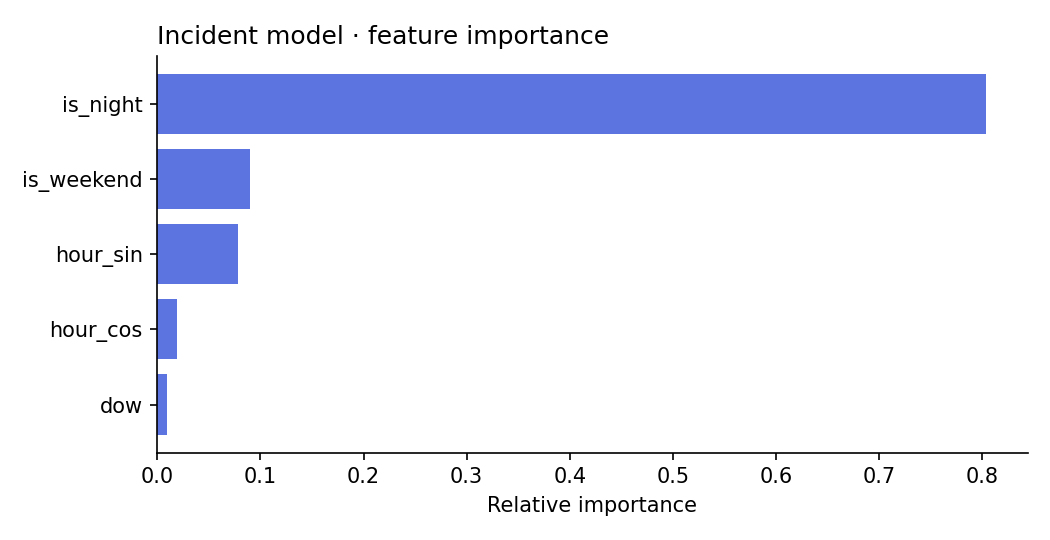 Incident model · feature importance
is_night
is_weekend
hour_sin
hour_cos
dow
0.0 0.1 0.2 0.3 0.4 0.5 0.6 0.7 0.8
Relative importance